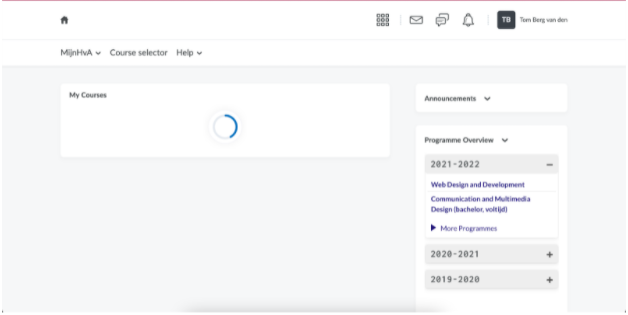 TB Tom Berg van den
MijnHvA Course selector Help
My Courses
Announcements
Programme Overview
2021-2022
Web Design and Development
Communication and Multimedia
Design (bachelor, voltijd)
More Programmes
2020-2021
2019-2020